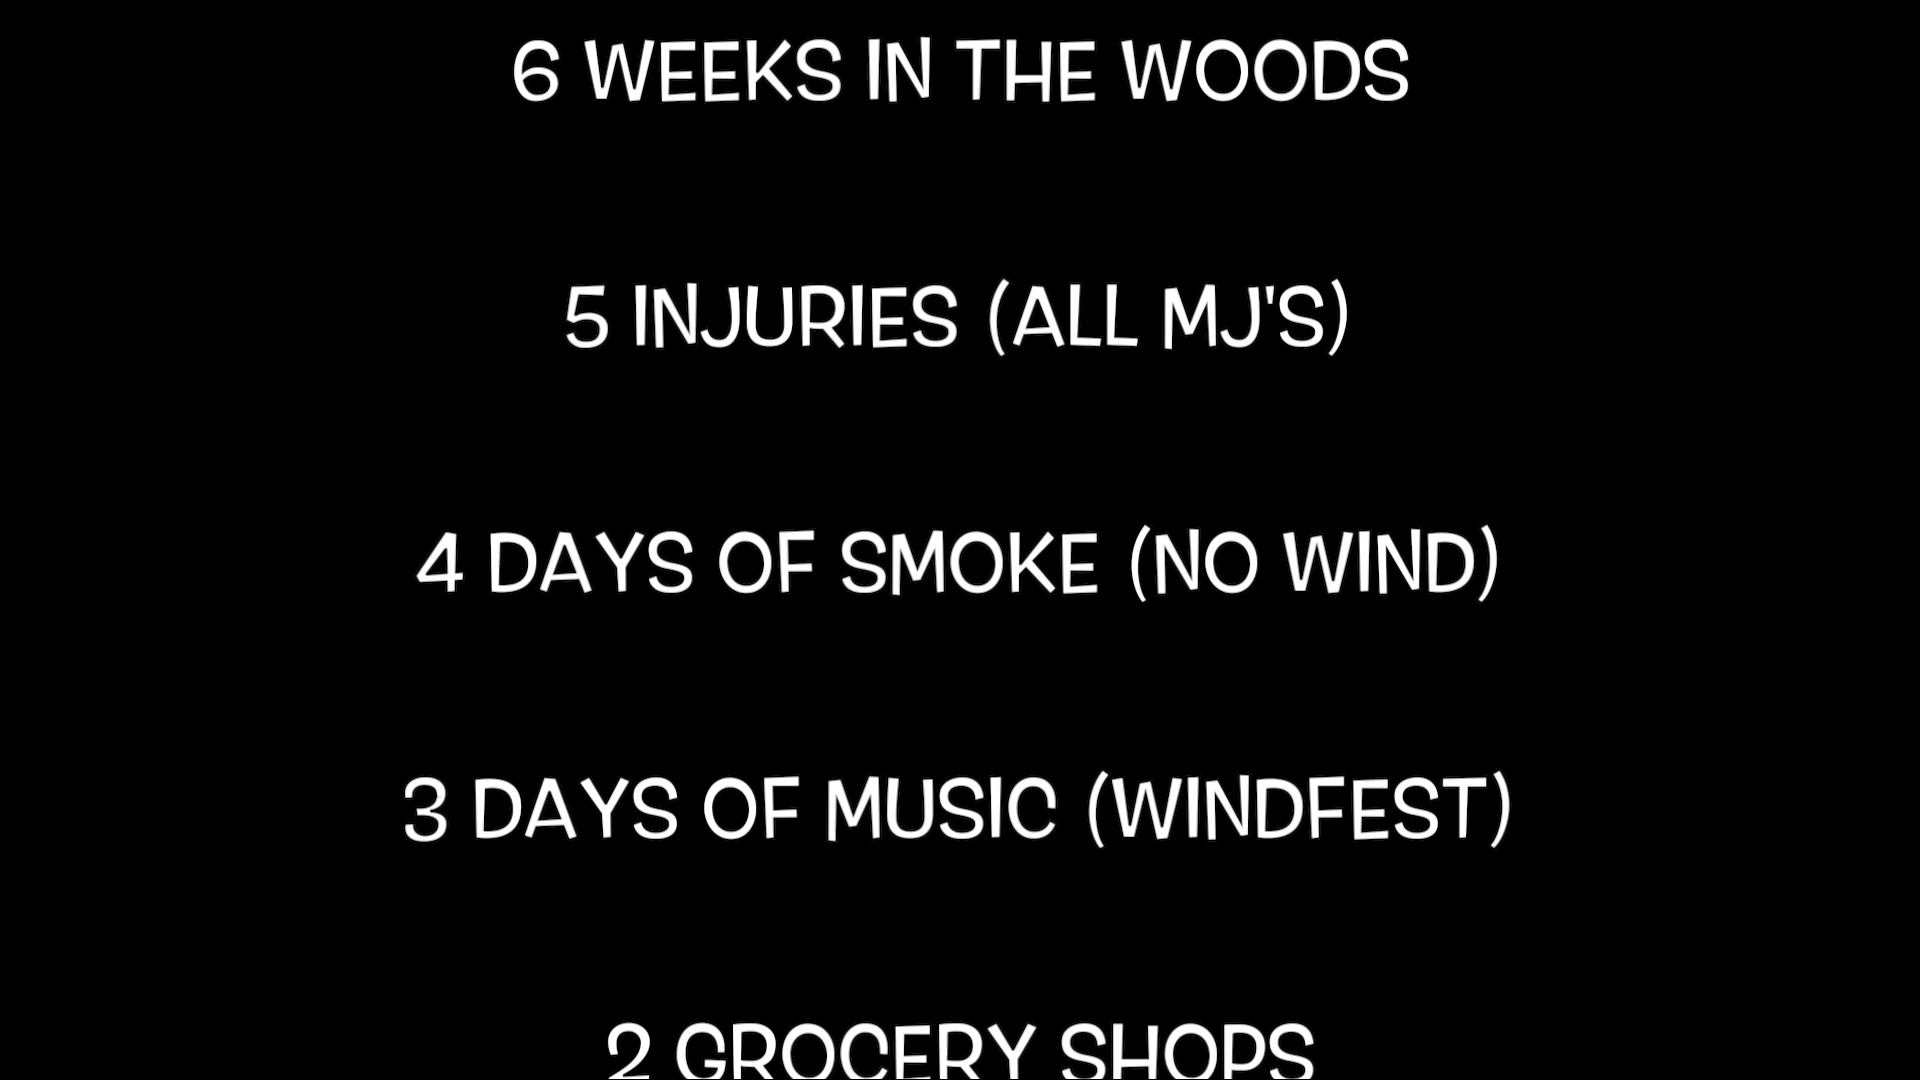 6 WEEKS IN THE WOODS
5 INJURIES (ALL MJ'S)
4 DAYS OF SMOKE (NO WIND)
3 DAYS OF MUSIC (WINDFEST)
2 GROCERY SHOPS